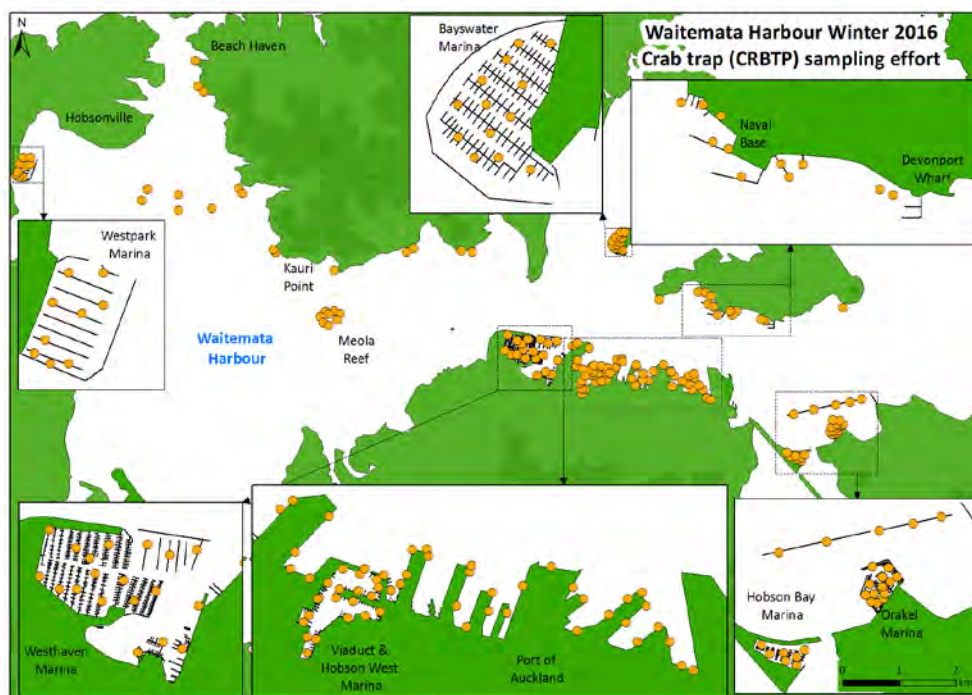 N
Waitemata Harbour Winter 2016
Crab trap (CRBTP) sampling effort
Beach Haven
Bayswater
Marina
Hobsonville
Naval
Base
Devonport
Wharf
Westpark
Marina
Kauri
Point
Waitemata
Harbour
Meola
Reef
Westhaven
Marina
Viaduct &
Hobson West
Marina
Port of
Auckland
Hobson Bay
Marina
Orakei
Marina
0 1 2
km